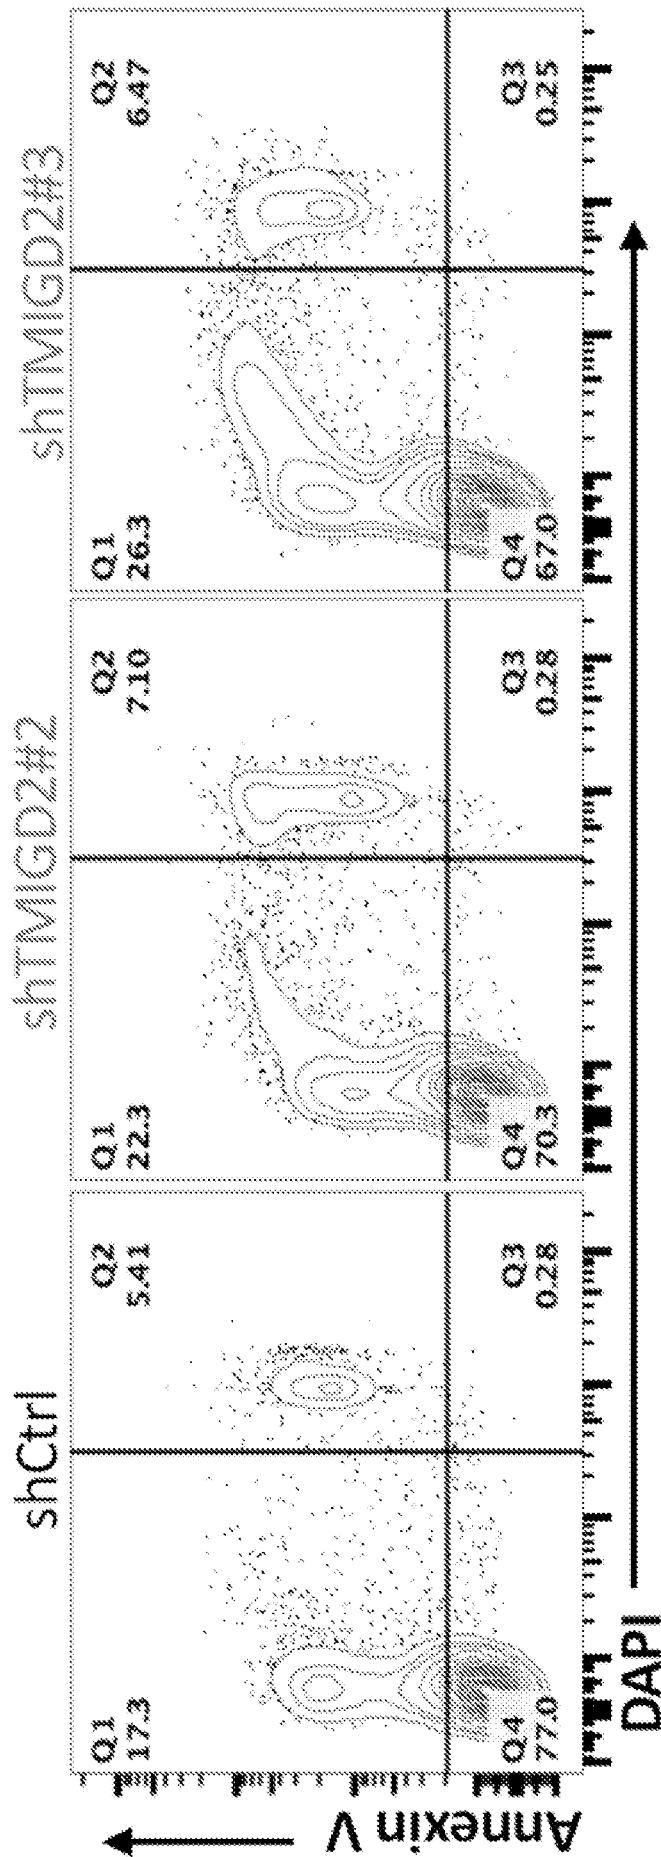 shCtrl
shTMIGD2#2
shTMIGD2#3
Q1
17.3
Q2
5.41
Q4
77.0
Q3
0.28
Q1
22.3
Q2
7.10
Q4
70.3
Q3
0.28
Q1
26.3
Q2
6.47
Q4
67.0
Q3
0.25
Annexin V
DAPI